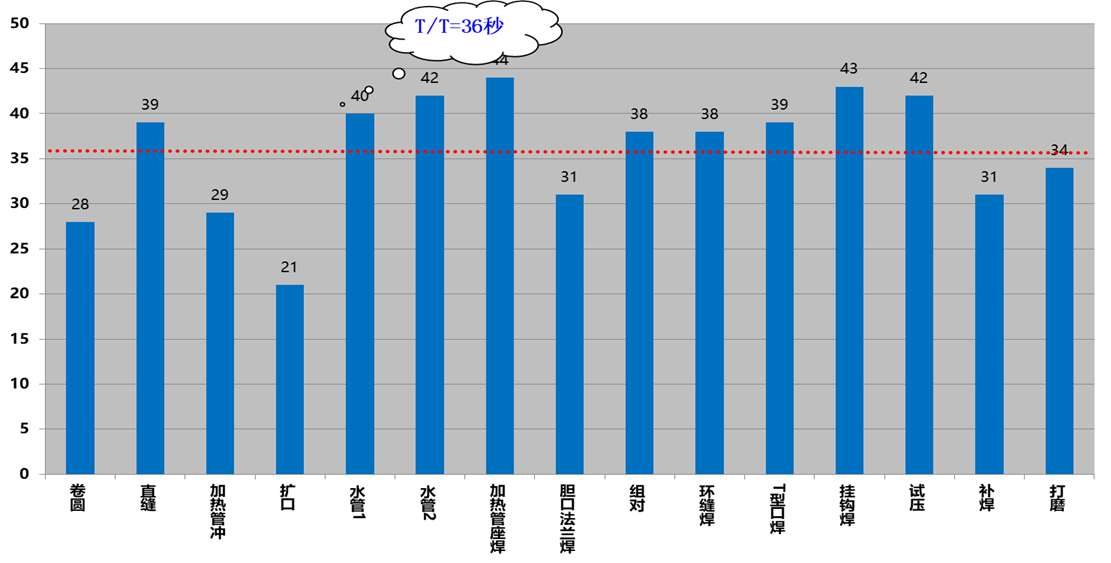 T/T=36秒
50
45
40
35
30
25
20
15
10
5
0
28
39
29
21
40
42
44
31
38
38
39
43
42
31
34
卷圆
直缝
加热管冲
扩口
水管1
水管2
加热管座焊
胆口法兰焊
组对
环缝焊
T型口焊
挂钩焊
试压
补焊
打磨